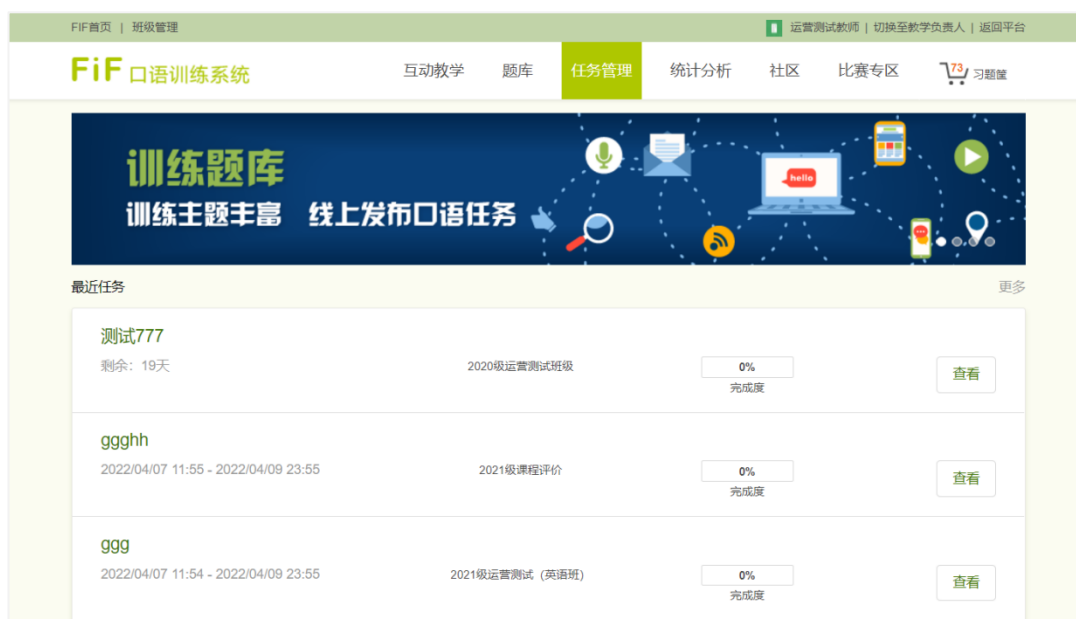 FiF首页 | 班级管理 运营测试教师 | 切换至教学负责人 | 返回平台
FiF 口语训练系统 互动教学 题库 任务管理 统计分析 社区 比赛专区 73 习题筐
训练题库
训练主题丰富 线上发布口语任务
hello
最近任务 更多
测试777
剩余：19天 2020级运营测试班级 0% 查看
完成度
ggghh
2022/04/07 11:55 - 2022/04/09 23:55 2021级课程评价 0% 查看
完成度
ggg
2022/04/07 11:54 - 2022/04/09 23:55 2021级运营测试（英语班） 0% 查看
完成度